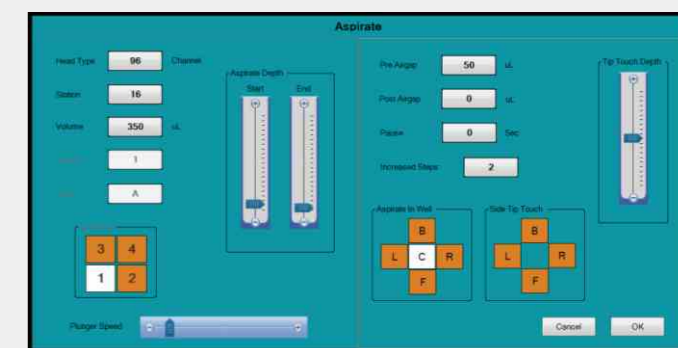 Aspirate
Head Type 96 Channel
Station 16
Volume 350 uL
1
A
3 4
1 2
Plunger Speed
Aspirate Depth
Start End
Pre Airgap 50 uL
Post Airgap 0 uL
Pause 0 Sec
Increased Steps 2
Aspirate In Well
B
L C R
F
Side Tip Touch
B
L R
F
Tip Touch Depth
Cancel OK